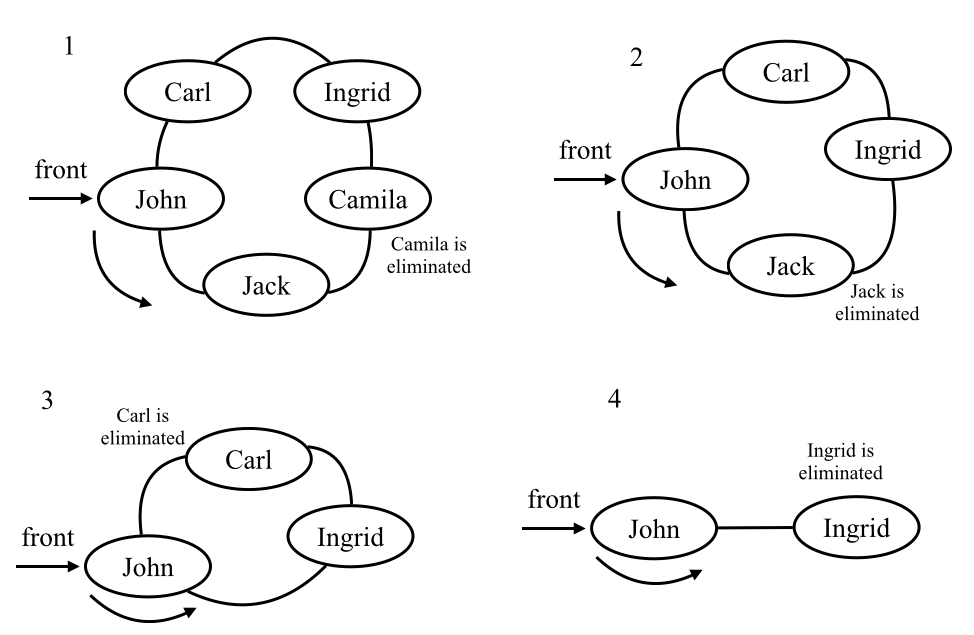 1
Carl
Ingrid
front
John
Camila
Camila is
eliminated
Jack
2
Carl
Ingrid
front
John
Jack
Jack is
eliminated
3
Carl is
eliminated
Carl
front
John
Ingrid
4
Ingrid is
eliminated
front
John
Ingrid